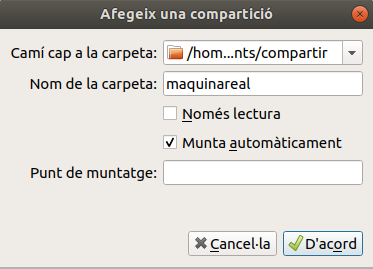 Afegeix una compartició
Camí cap a la carpeta: /hom...nts/compartir
Nom de la carpeta: maquinareal
Només lectura
Munta automàticament
Punt de muntatge:
Cancel·la D'acord